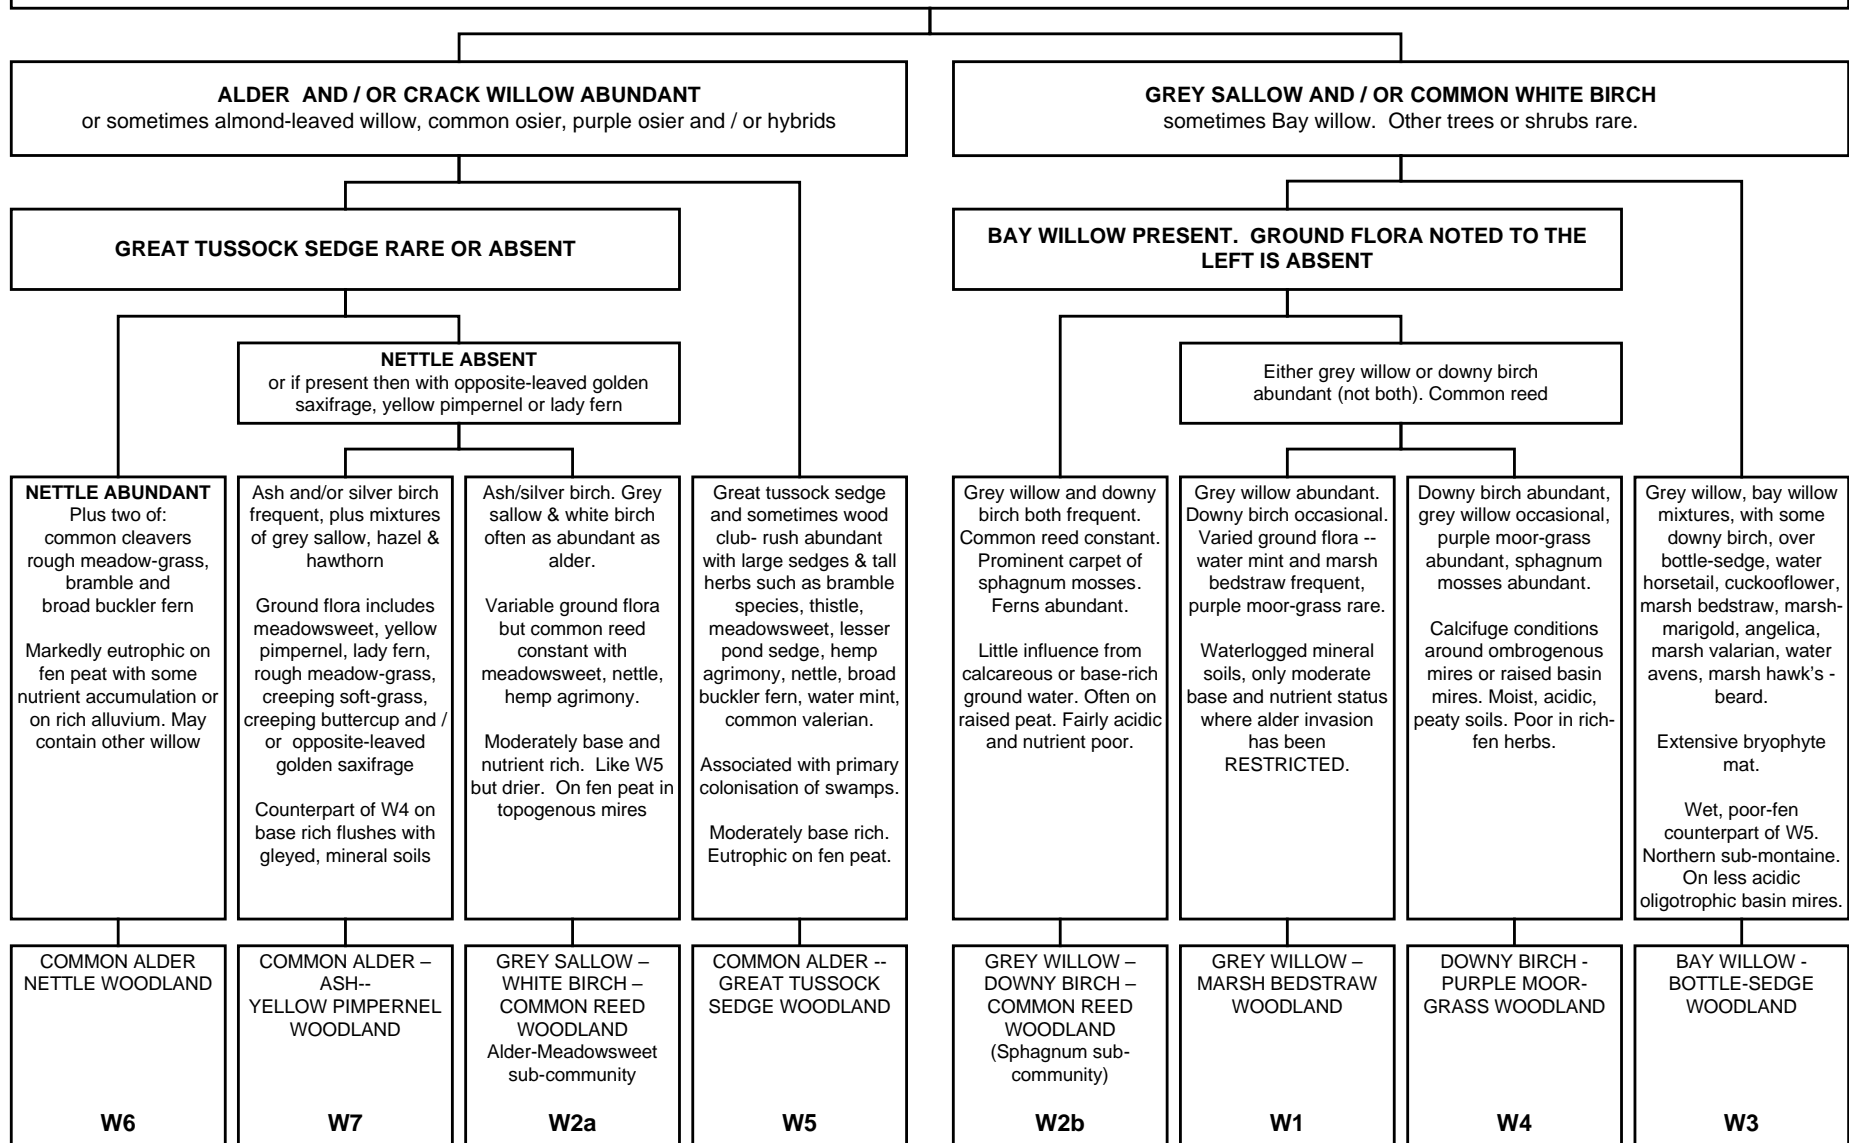 ALDER AND / OR CRACK WILLOW ABUNDANT
or sometimes almond-leaved willow, common osier, purple osier and / or hybrids
GREY SALLOW AND / OR COMMON WHITE BIRCH
sometimes Bay willow. Other trees or shrubs rare.
GREAT TUSSOCK SEDGE RARE OR ABSENT
BAY WILLOW PRESENT. GROUND FLORA NOTED TO THE
LEFT IS ABSENT
NETTLE ABSENT
or if present then with opposite-leaved golden
saxifrage, yellow pimpernel or lady fern
Either grey willow or downy birch
abundant (not both). Common reed
NETTLE ABUNDANT
Plus two of:
common cleavers
rough meadow-grass,
bramble and
broad buckler fern
Markedly eutrophic on
fen peat with some
nutrient accumulation or
on rich alluvium. May
contain other willow
Ash and/or silver birch
frequent, plus mixtures
of grey sallow, hazel &
hawthorn
Ground flora includes
meadowsweet, yellow
pimpernel, lady fern,
rough meadow-grass,
creeping soft-grass,
creeping buttercup and /
or opposite-leaved
golden saxifrage
Counterpart of W4 on
base rich flushes with
gleyed, mineral soils
Ash/silver birch. Grey
sallow & white birch
often as abundant as
alder.
Variable ground flora
but common reed
constant with
meadowsweet, nettle,
hemp agrimony.
Moderately base and
nutrient rich. Like W5
but drier. On fen peat in
topogenous mires
Great tussock sedge
and sometimes wood
club- rush abundant
with large sedges & tall
herbs such as bramble
species, thistle,
meadowsweet, lesser
pond sedge, hemp
agrimony, nettle, broad
buckler fern, water mint,
common valerian.
Associated with primary
colonisation of swamps.
Moderately base rich.
Eutrophic on fen peat.
Grey willow and downy
birch both frequent.
Common reed constant.
Prominent carpet of
sphagnum mosses.
Ferns abundant.
Little influence from
calcareous or base-rich
ground water. Often on
raised peat. Fairly acidic
and nutrient poor.
Grey willow abundant.
Downy birch occasional.
Varied ground flora --
water mint and marsh
bedstraw frequent,
purple moor-grass rare.
Waterlogged mineral
soils, only moderate
base and nutrient status
where alder invasion
has been
RESTRICTED.
Downy birch abundant,
grey willow occasional,
purple moor-grass
abundant, sphagnum
mosses abundant.
Calcifuge conditions
around ombrogenous
mires or raised basin
mires. Moist, acidic,
peaty soils. Poor in rich-
fen herbs.
Grey willow, bay willow
mixtures, with some
downy birch, over
bottle-sedge, water
horsetail, cuckooflower,
marsh bedstraw, marsh-
marigold, angelica,
marsh valarian, water
avens, marsh hawk's -
beard.
Extensive bryophyte
mat.
Wet, poor-fen
counterpart of W5.
Northern sub-montaine.
On less acidic
oligotrophic basin mires.
COMMON ALDER
NETTLE WOODLAND
W6
COMMON ALDER –
ASH--
YELLOW PIMPERNEL
WOODLAND
W7
GREY SALLOW –
WHITE BIRCH –
COMMON REED
WOODLAND
Alder-Meadowsweet
sub-community
W2a
COMMON ALDER --
GREAT TUSSOCK
SEDGE WOODLAND
W5
GREY WILLOW –
DOWNY BIRCH –
COMMON REED
WOODLAND
(Sphagnum sub-
community)
W2b
GREY WILLOW –
MARSH BEDSTRAW
WOODLAND
W1
DOWNY BIRCH -
PURPLE MOOR-
GRASS WOODLAND
W4
BAY WILLOW -
BOTTLE-SEDGE
WOODLAND
W3